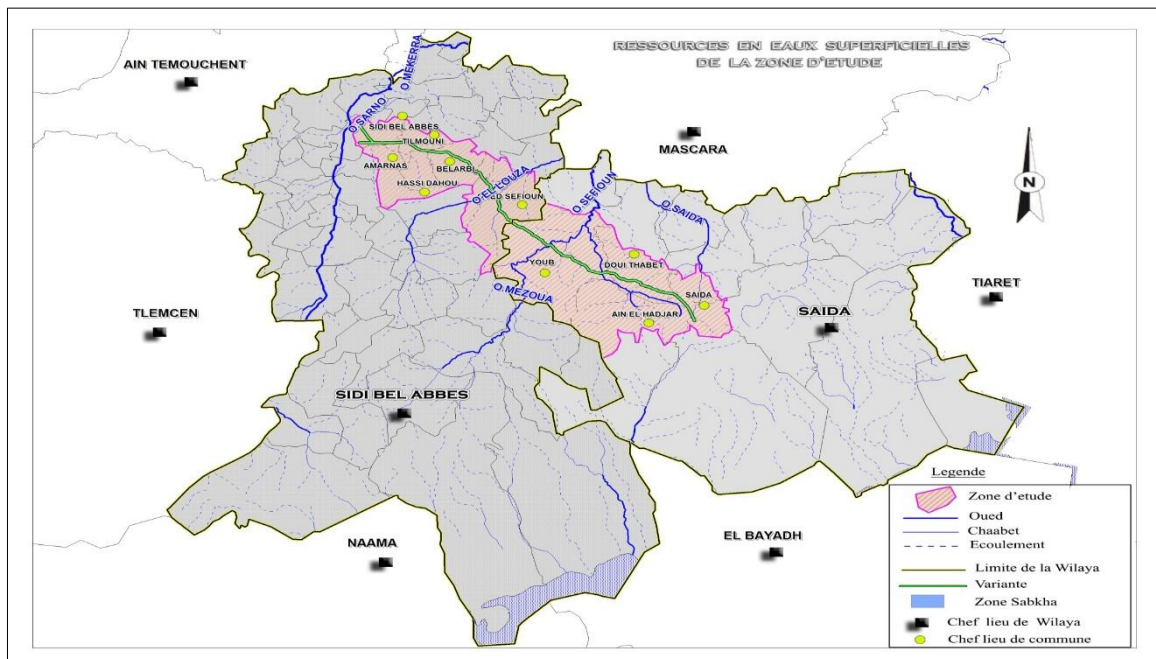 RESSOURCES EN EAUX SUPERFICIELLES
DE LA ZONE D'ETUDE
AIN TEMOUCHENT
O.MEKERRA
O.SARNO
SIDI BEL ABBES
TILMOUNI
MASCARA
AMARNAS
BELARBI
HASSI DAHOU
O.EL LOUZA
ED SEFIOUN
O.SEFIOUN
O.SAIDA
N
YOUB
DOUI THABET
O.MEZOUA
SAIDA
AIN EL HADJAR
TIARET
TLEMCEN
SAIDA
SIDI BEL ABBES
NAAMA
EL BAYADH
Legende
Zone d'etude
Oued
Chaabet
Ecoulement
Limite de la Wilaya
Variante
Zone Sabkha
Chef lieu de Wilaya
Chef lieu de commune